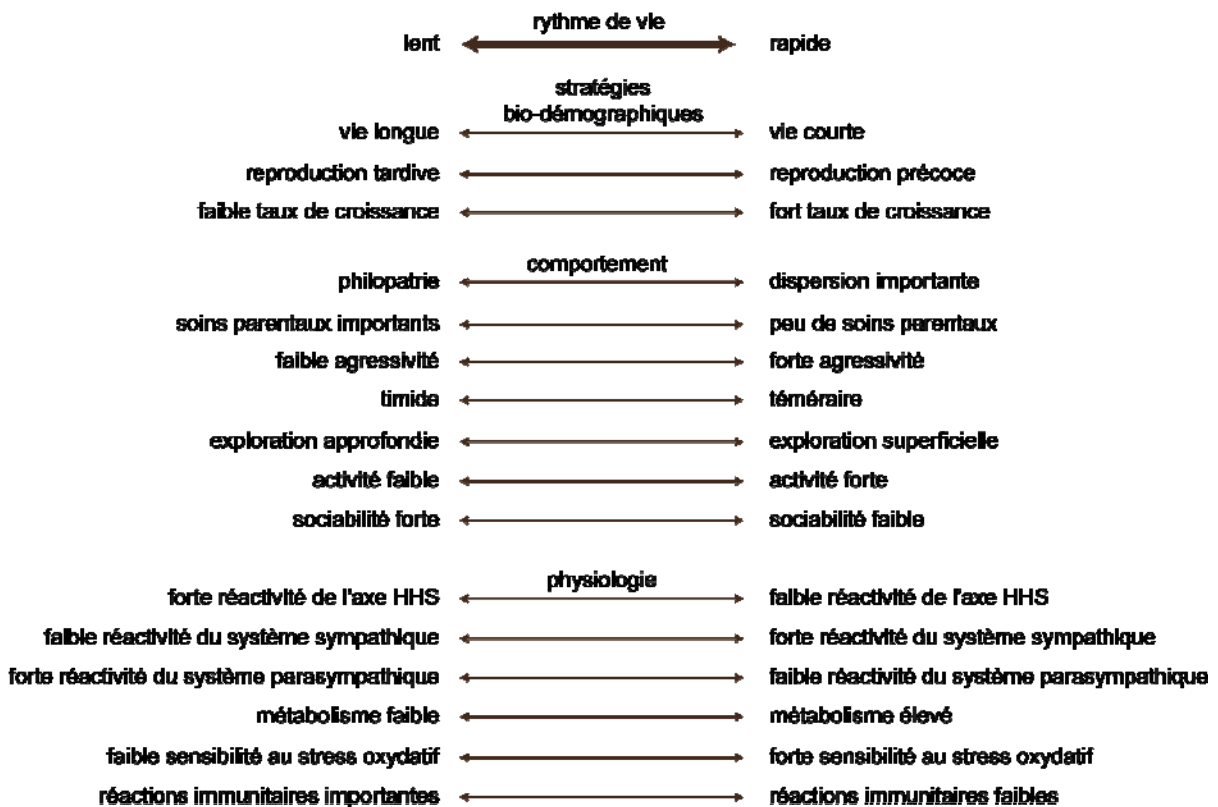 rythme de vie
lent rapide
stratégies
bio-démographiques
vie longue vie courte
reproduction tardive reproduction précoce
faible taux de croissance fort taux de croissance
comportement
philopatrie dispersion importante
soins parentaux importants peu de soins parentaux
faible agressivité forte agressivité
timide téméraire
exploration approfondie exploration superficielle
activité faible activité forte
sociabilité forte sociabilité faible
physiologie
forte réactivité de l'axe HHS faible réactivité de l'axe HHS
faible réactivité du système sympathique forte réactivité du système sympathique
forte réactivité du système parasympathique faible réactivité du système parasympathique
métabolisme faible métabolisme élevé
faible sensibilité au stress oxydatif forte sensibilité au stress oxydatif
réactions immunitaires importantes réactions immunitaires faibles